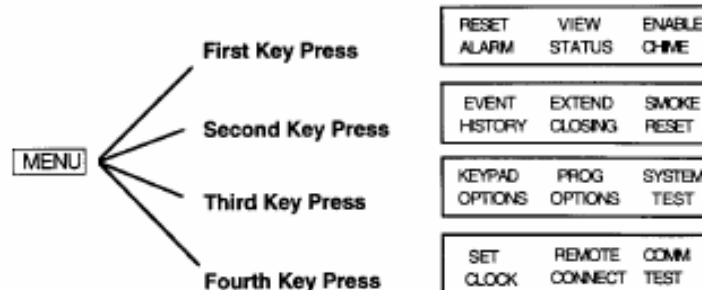 MENU
First Key Press
RESET VIEW ENABLE
ALARM STATUS CHIME
Second Key Press
EVENT EXTEND SMOKE
HISTORY CLOSING RESET
Third Key Press
KEYPAD PROG SYSTEM
OPTIONS OPTIONS TEST
Fourth Key Press
SET REMOTE COMM
CLOCK CONNECT TEST